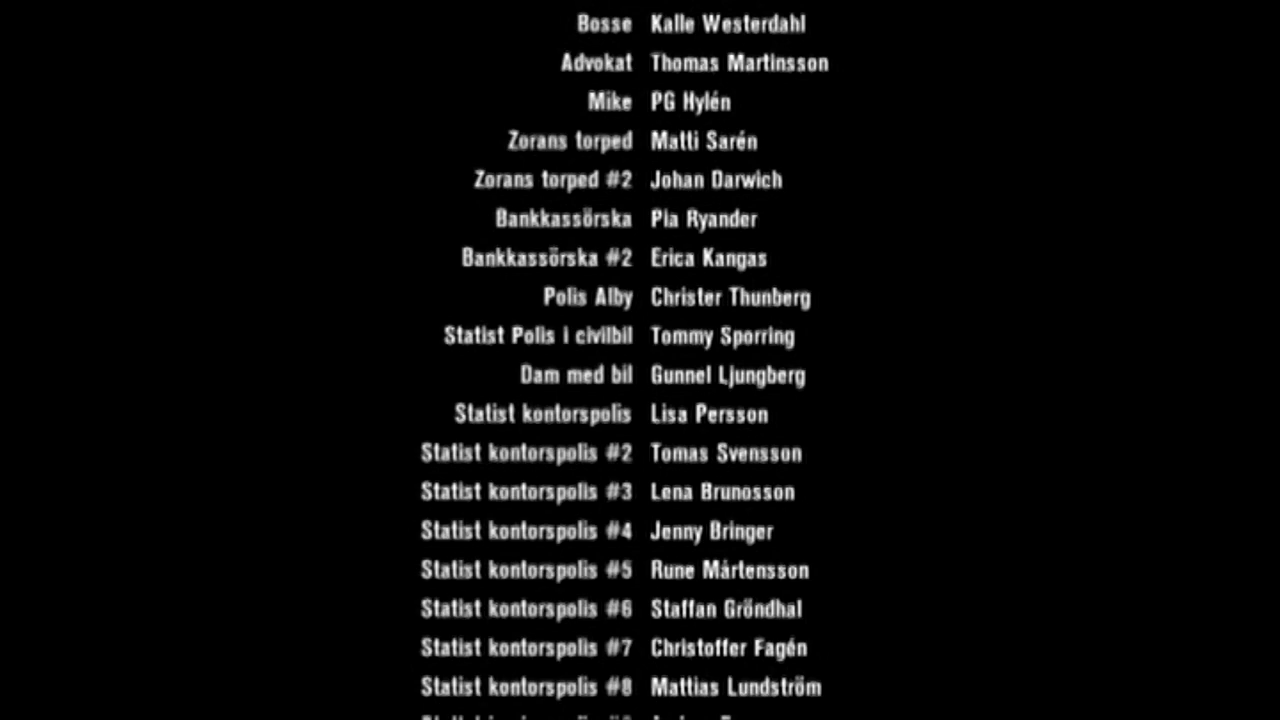 Bosse Kalle Westerdahl
Advokat Thomas Martinsson
Mike PG Hylén
Zorans torped Matti Sarén
Zorans torped #2 Johan Darwich
Bankkassörska Pia Ryander
Bankkassörska #2 Erica Kangas
Polis Alby Christer Thunberg
Statist Polis i civilbil Tommy Sporring
Dam med bil Gunnel Ljungberg
Statist kontorspolis Lisa Persson
Statist kontorspolis #2 Tomas Svensson
Statist kontorspolis #3 Lena Brunosson
Statist kontorspolis #4 Jenny Bringer
Statist kontorspolis #5 Rune Mårtensson
Statist kontorspolis #6 Staffan Gröndhal
Statist kontorspolis #7 Christoffer Fagén
Statist kontorspolis #8 Mattias Lundström